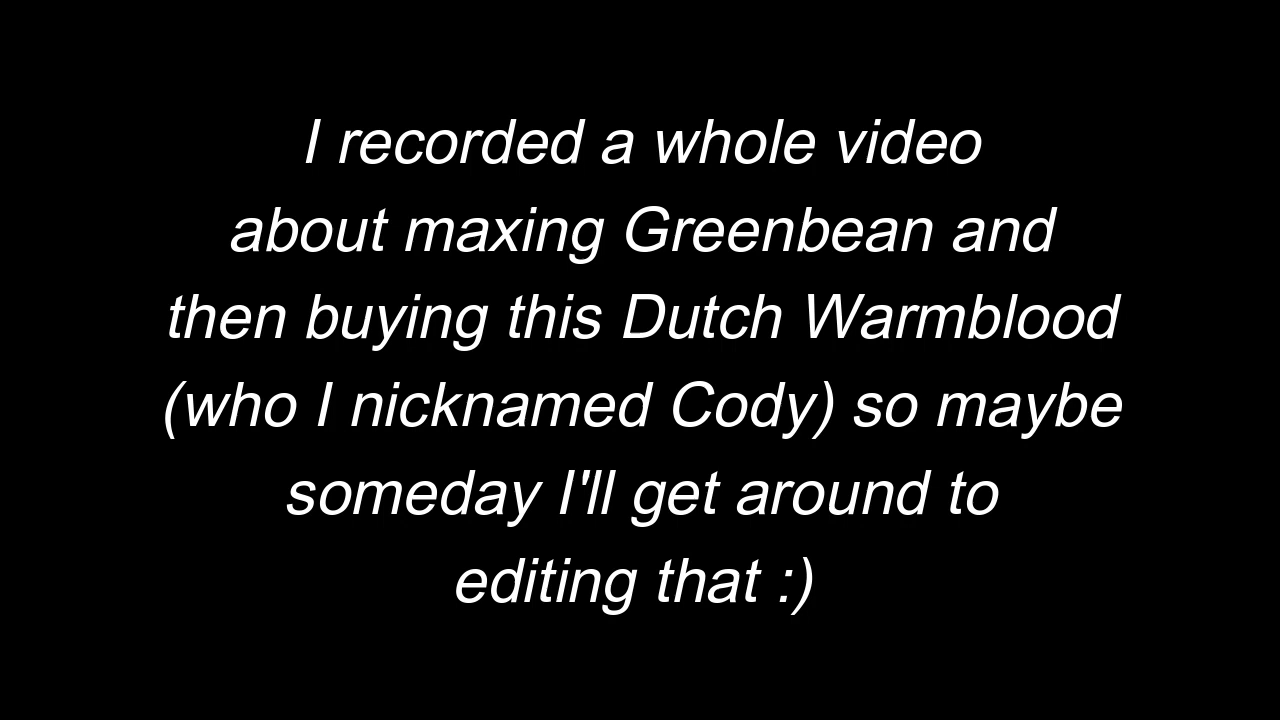 I recorded a whole video
about maxing Greenbean and
then buying this Dutch Warmblood
(who I nicknamed Cody) so maybe
someday I'll get around to
editing that :)